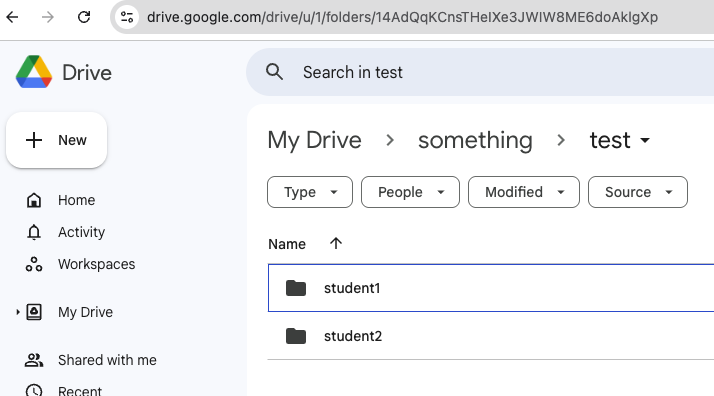 drive.google.com/drive/u/1/folders/14AdQqKCnsTHeIXe3JWIW8ME6doAkIgXp
Drive
Search in test
New
My Drive > something > test
Type People Modified Source
Home
Activity
Workspaces
My Drive
Shared with me
Recent
Name
student1
student2